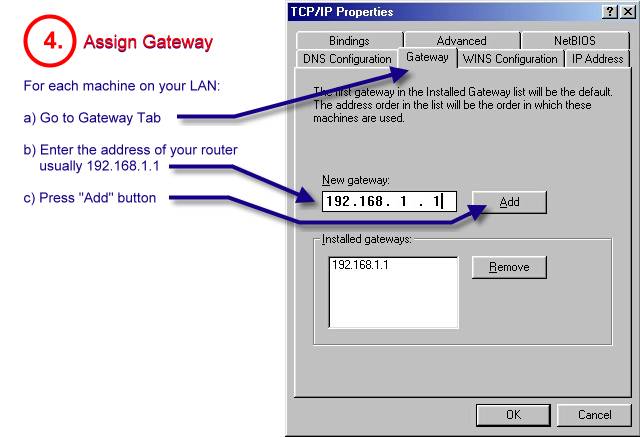 4. Assign Gateway
For each machine on your LAN:
a) Go to Gateway Tab
b) Enter the address of your router
usually 192.168.1.1
c) Press "Add" button
TCP/IP Properties
? X
Bindings Advanced NetBIOS
DNS Configuration Gateway WINS Configuration IP Address
The first gateway in the Installed Gateway list will be the default.
The address order in the list will be the order in which these
machines are used.
New gateway:
192.168. 1 . 1
Add
Installed gateways:
192.168.1.1
Remove
OK Cancel